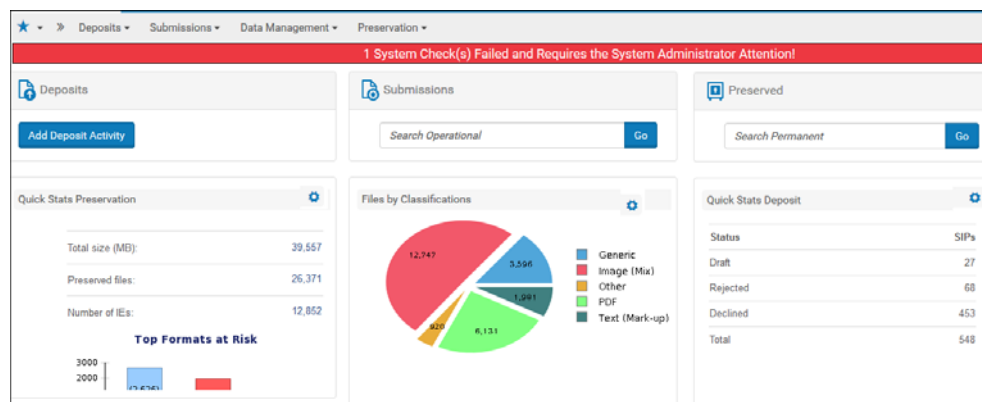 Deposits Submissions Data Management Preservation
1 System Check(s) Failed and Requires the System Administrator Attention!
Deposits
Add Deposit Activity
Submissions
Search Operational Go
Preserved
Search Permanent Go
Quick Stats Preservation
Total size (MB): 39,557
Preserved files: 26,371
Number of IEs: 12,852
Top Formats at Risk
3000
2000
(2,626)
Files by Classifications
12,747
3,596
1,991
6,131
920
Generic
Image (Mix)
Other
PDF
Text (Mark-up)
Quick Stats Deposit
Status SIPs
Draft 27
Rejected 68
Declined 453
Total 548